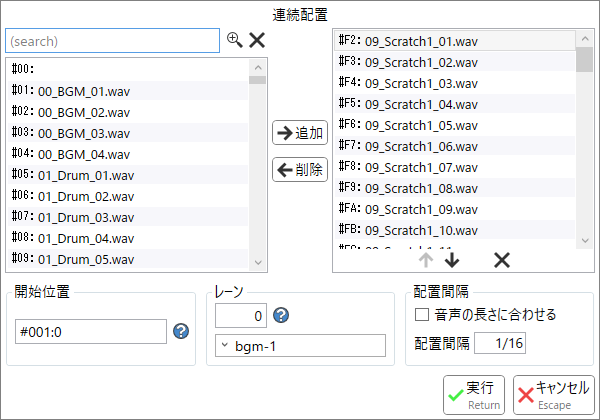 連続配置
(search)
#00:
#01: 00_BGM_01.wav
#02: 00_BGM_02.wav
#03: 00_BGM_03.wav
#04: 00_BGM_04.wav
#05: 01_Drum_01.wav
#06: 01_Drum_02.wav
#07: 01_Drum_03.wav
#08: 01_Drum_04.wav
#09: 01_Drum_05.wav
追加
削除
#F2: 09_Scratch1_01.wav
#F3: 09_Scratch1_02.wav
#F4: 09_Scratch1_03.wav
#F5: 09_Scratch1_04.wav
#F6: 09_Scratch1_05.wav
#F7: 09_Scratch1_06.wav
#F8: 09_Scratch1_07.wav
#F9: 09_Scratch1_08.wav
#FA: 09_Scratch1_09.wav
#FB: 09_Scratch1_10.wav
#FC: 09_Scratch1_11.wav
開始位置
#001:0
レーン
0
bgm-1
配置間隔
音声の長さに合わせる
配置間隔 1/16
実行
Return
キャンセル
Escape